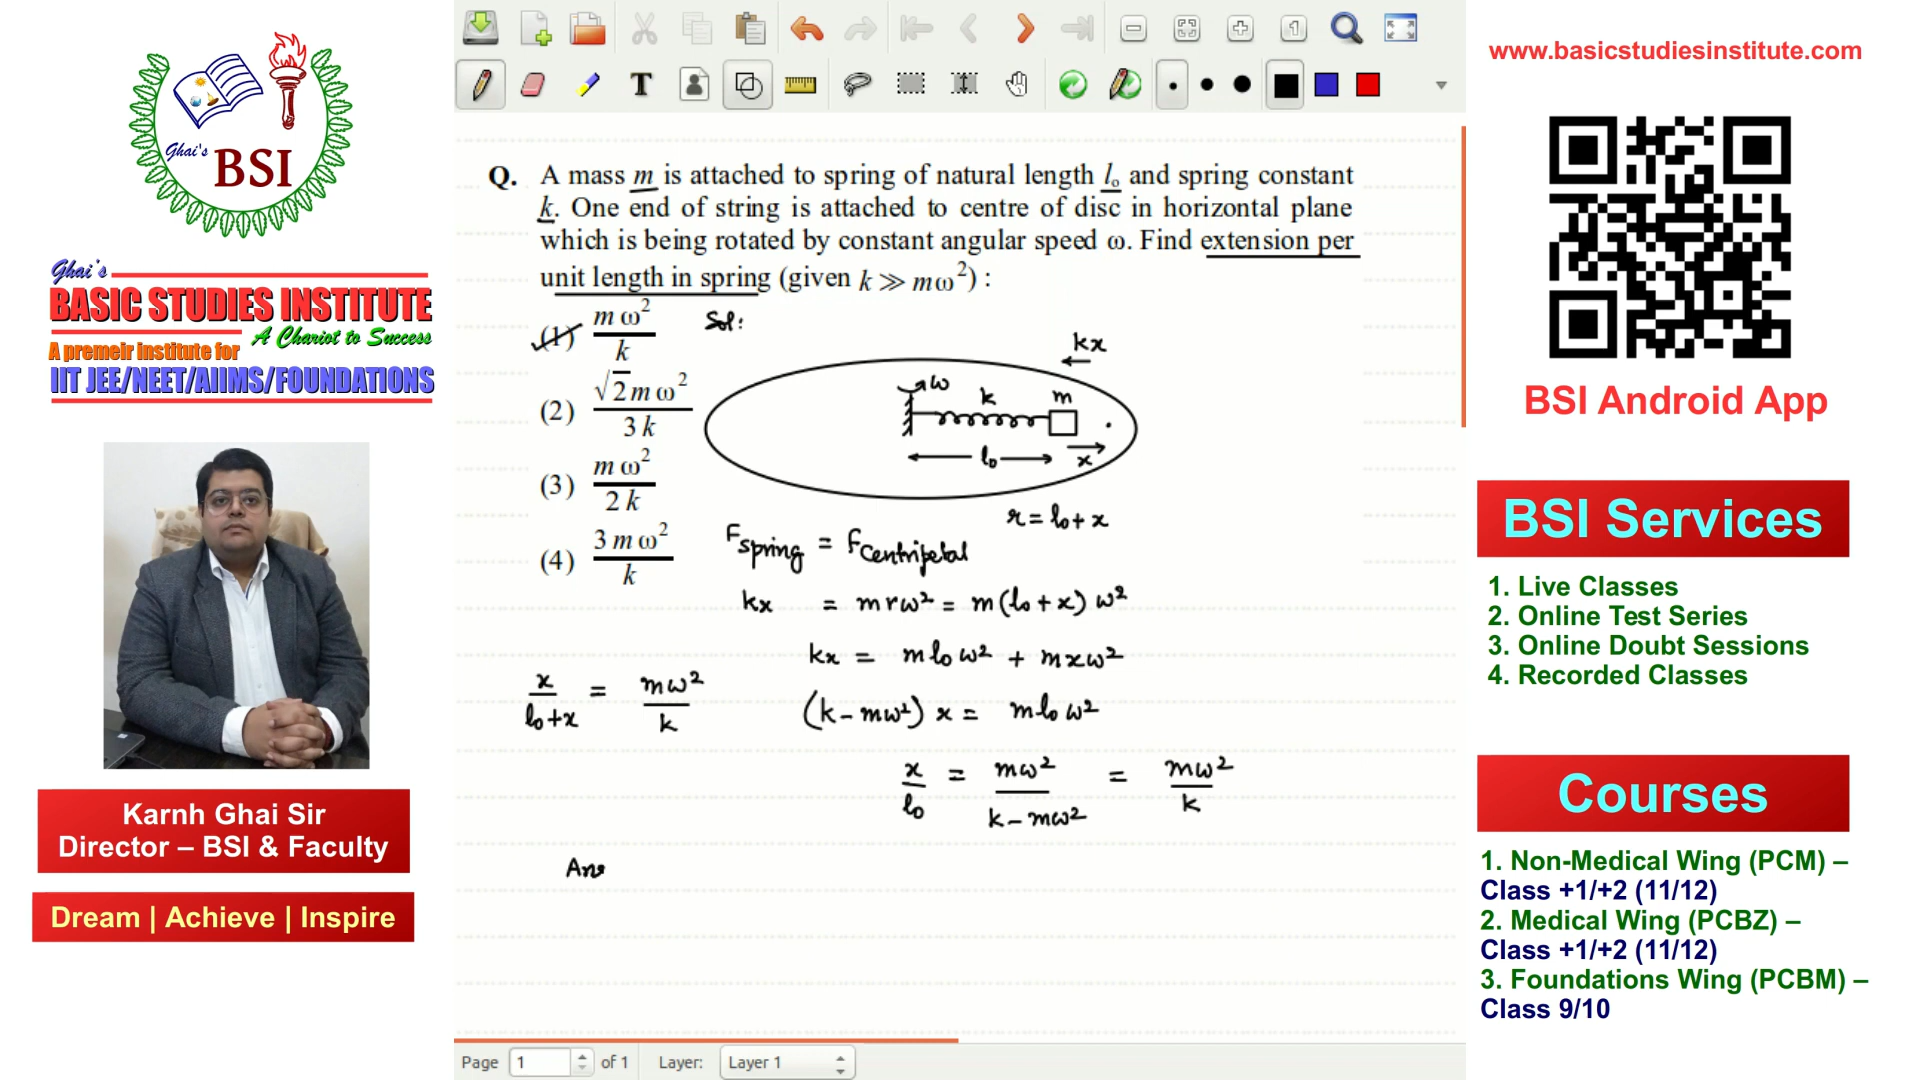 Ghai's
BSI
Ghai's
BASIC STUDIES INSTITUTE
A Chariot to Success
A premeir institute for
IIT JEE/NEET/AIIMS/FOUNDATIONS
Karnh Ghai Sir
Director – BSI & Faculty
Dream | Achieve | Inspire
T
1
Q. A mass m is attached to spring of natural length l₀ and spring constant
k. One end of string is attached to centre of disc in horizontal plane
which is being rotated by constant angular speed ω. Find extension per
unit length in spring (given k ≫ mω²) :
(1) mω²/k
(2) √2mω²/3k
(3) mω²/2k
(4) 3mω²/k
Sol:
kx
ω
k
m
l₀
x
r = l₀ + x
Fspring = Fcentripetal
kx = mrω² = m(l₀ + x) ω²
kx = ml₀ω² + mxω²
(k – mω²) x = ml₀ω²
x/(l₀+x) = mω²/k
x/l₀ = mω²/(k – mω²) = mω²/k
Ans
Page 1 of 1 Layer: Layer 1
www.basicstudiesinstitute.com
BSI Android App
BSI Services
1. Live Classes
2. Online Test Series
3. Online Doubt Sessions
4. Recorded Classes
Courses
1. Non-Medical Wing (PCM) –
Class +1/+2 (11/12)
2. Medical Wing (PCBZ) –
Class +1/+2 (11/12)
3. Foundations Wing (PCBM) –
Class 9/10